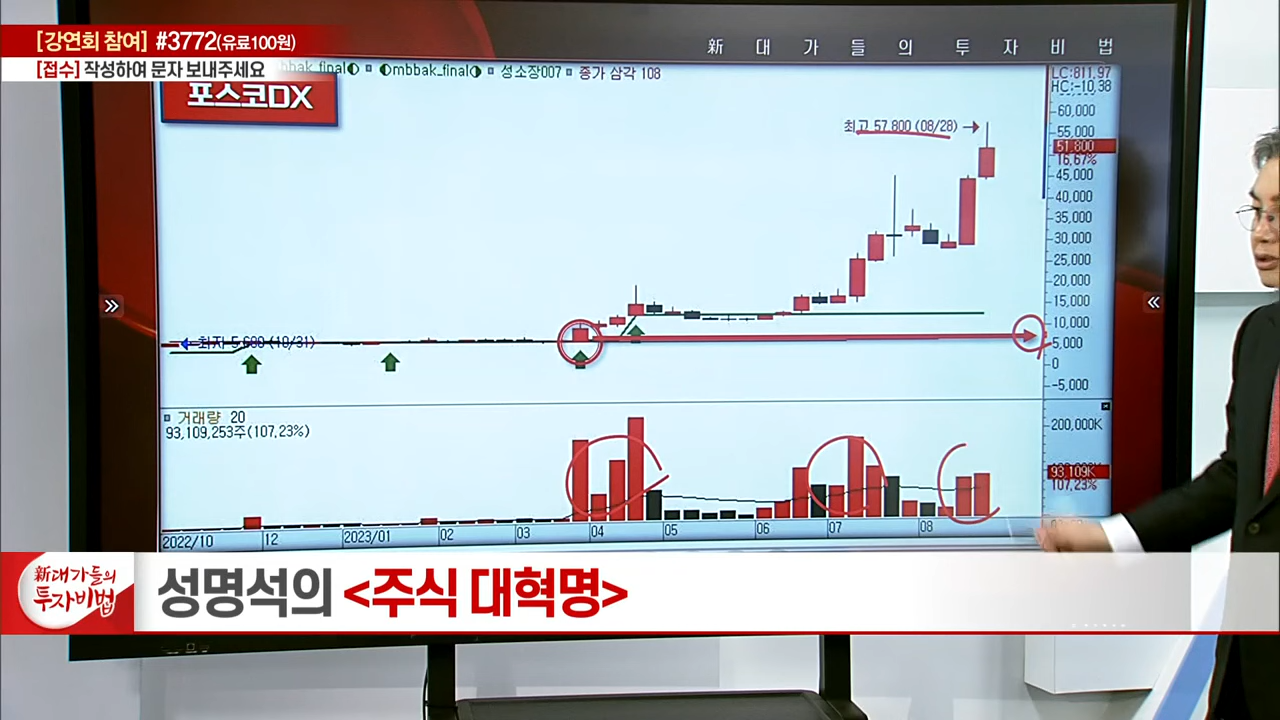 [강연회 참여] #3772(유료100원)
[접수] 작성하여 문자 보내주세요
新 대 가 들 의 투 자 비 법
bbak_final◐ ◐mbbak_final◑ 성소장007 종가 삼각 108
포스코DX
LC:811.97
HC:-10.38
최고 57,800 (08/28)
60,000
55,000
51,800
16.67%
45,000
40,000
35,000
30,000
25,000
20,000
15,000
10,000
5,000
0
-5,000
최저 5,680 (10/31)
거래량 20
93,109,253주(107.23%)
200,000K
93,109K
107.23%
2022/10 12 2023/01 02 03 04 05 06 07 08
新대가들의
투자비법
성명석의 <주식 대혁명>